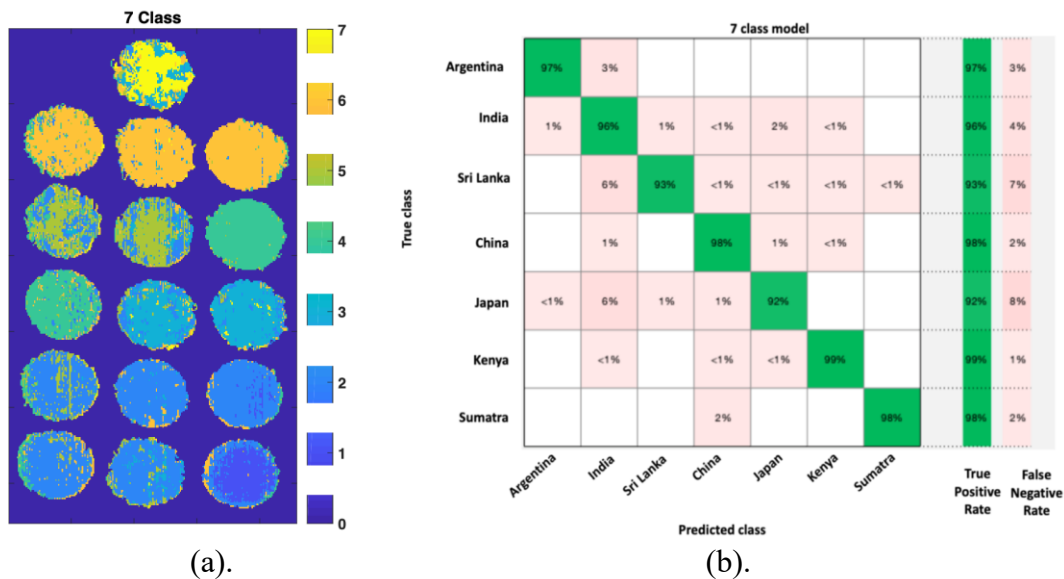 7 Class
7
6
5
4
3
2
1
0
(a).
7 class model
True class
Argentina 97% 3% 97% 3%
India 1% 96% 1% <1% 2% <1% 96% 4%
Sri Lanka 6% 93% <1% <1% <1% <1% 93% 7%
China 1% 98% 1% <1% 98% 2%
Japan <1% 6% 1% 1% 92% 92% 8%
Kenya <1% <1% <1% 99% 99% 1%
Sumatra 2% 98% 98% 2%
Argentina India Sri Lanka China Japan Kenya Sumatra
True Positive Rate
False Negative Rate
Predicted class
(b).